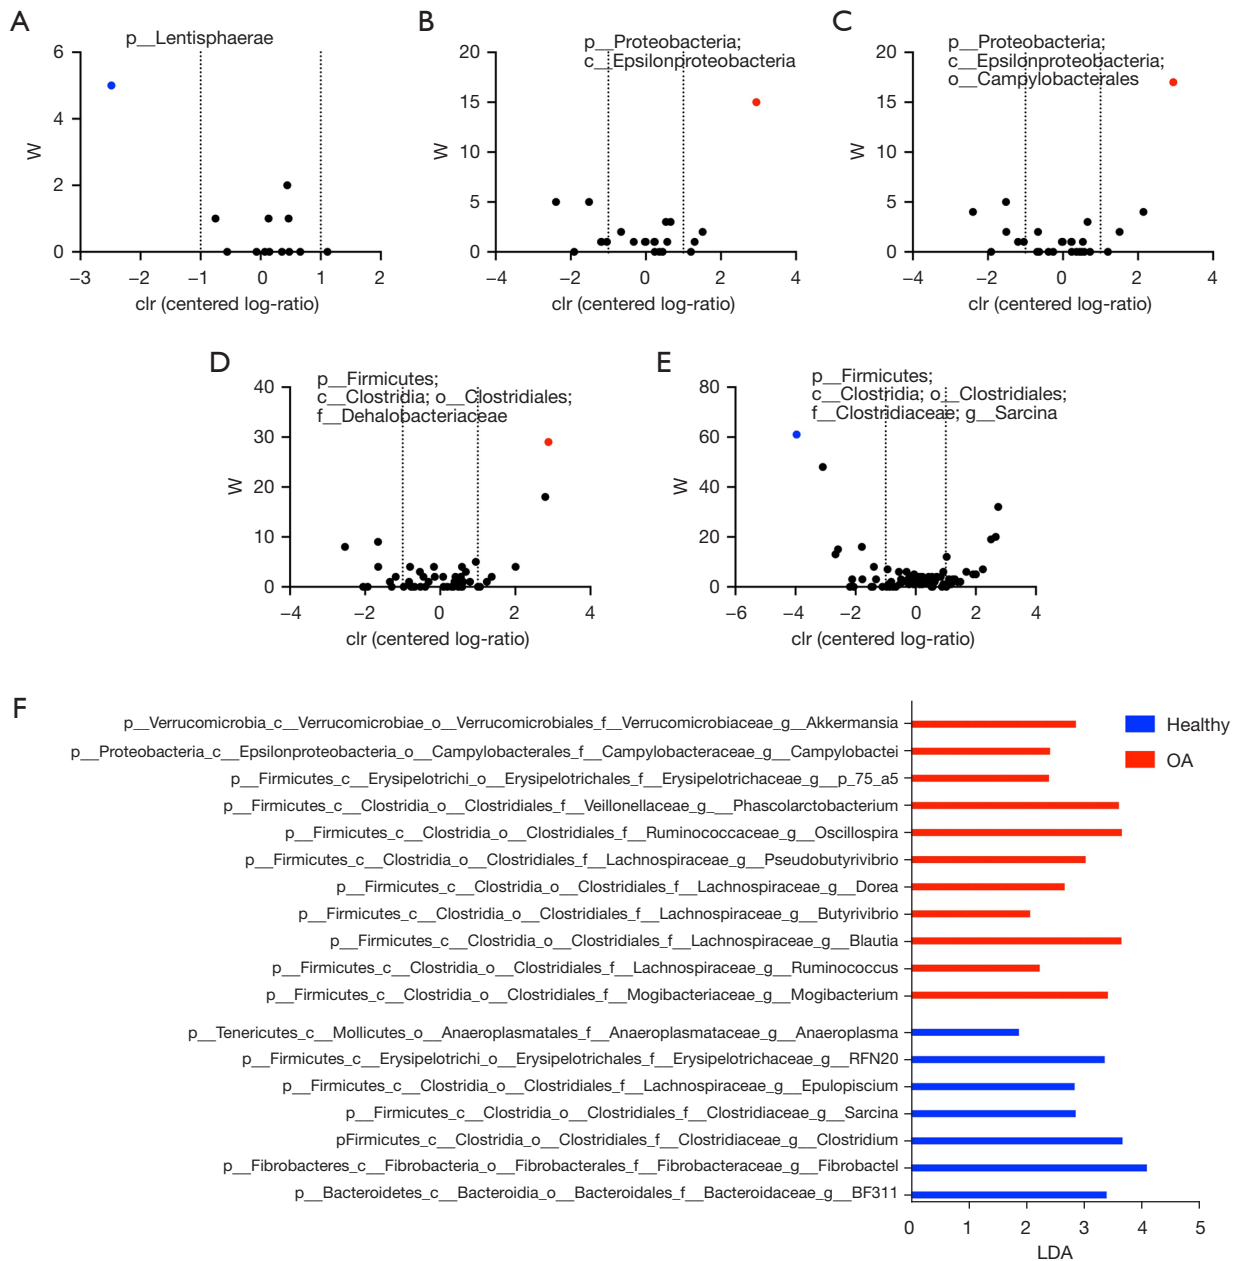 A
p__Lentisphaerae
6
4
2
0
W
−3
−2
−1
0
1
2
clr (centered log-ratio)
B
p__Proteobacteria;
c__Epsilonproteobacteria
20
15
10
5
0
W
−4
−2
0
2
4
clr (centered log-ratio)
C
p__Proteobacteria;
c__Epsilonproteobacteria;
o__Campylobacterales
20
15
10
5
0
W
−4
−2
0
2
4
clr (centered log-ratio)
D
p__Firmicutes;
c__Clostridia; o__Clostridiales;
f__Dehalobacteriaceae
40
30
20
10
0
W
−4
−2
0
2
4
clr (centered log-ratio)
E
p__Firmicutes;
c__Clostridia; o__Clostridiales;
f__Clostridiaceae; g__Sarcina
80
60
40
20
0
W
−6
−4
−2
0
2
4
clr (centered log-ratio)
F
p__Verrucomicrobia_c__Verrucomicrobiae_o__Verrucomicrobiales_f__Verrucomicrobiaceae_g__Akkermansia
p__Proteobacteria_c__Epsilonproteobacteria_o__Campylobacterales_f__Campylobacteraceae_g__Campylobactei
p__Firmicutes_c__Erysipelotrichi_o__Erysipelotrichales_f__Erysipelotrichaceae_g__p_75_a5
p__Firmicutes_c__Clostridia_o__Clostridiales_f__Veillonellaceae_g___Phascolarctobacterium
p__Firmicutes_c__Clostridia_o__Clostridiales_f__Ruminococcaceae_g__Oscillospira
p__Firmicutes_c__Clostridia_o__Clostridiales_f__Lachnospiraceae_g__Pseudobutyrivibrio
p__Firmicutes_c__Clostridia_o__Clostridiales_f__Lachnospiraceae_g__Dorea
p__Firmicutes_c__Clostridia_o__Clostridiales_f__Lachnospiraceae_g__Butyrivibrio
p__Firmicutes_c__Clostridia_o__Clostridiales_f__Lachnospiraceae_g__Blautia
p__Firmicutes_c__Clostridia_o__Clostridiales_f__Lachnospiraceae_g__Ruminococcus
p__Firmicutes_c__Clostridia_o__Clostridiales_f__Mogibacteriaceae_g__Mogibacterium
p__Tenericutes_c__Mollicutes_o__Anaeroplasmatales_f__Anaeroplasmataceae_g__Anaeroplasma
p__Firmicutes_c__Erysipelotrichi_o__Erysipelotrichales_f__Erysipelotrichaceae_g__RFN20
p__Firmicutes_c__Clostridia_o__Clostridiales_f__Lachnospiraceae_g__Epulopiscium
p__Firmicutes_c__Clostridia_o__Clostridiales_f__Clostridiaceae_g__Sarcina
pFirmicutes_c__Clostridia_o__Clostridiales_f__Clostridiaceae_g__Clostridium
p__Fibrobacteres_c__Fibrobacteria_o__Fibrobacterales_f__Fibrobacteraceae_g__Fibrobactel
p__Bacteroidetes_c__Bacteroidia_o__Bacteroidales_f__Bacteroidaceae_g__BF311
0
1
2
3
4
5
LDA
Healthy
OA